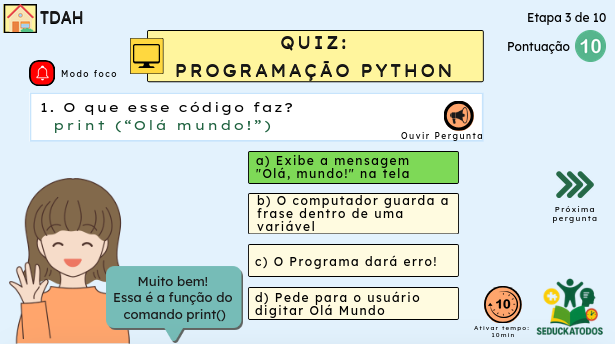 TDAH
Etapa 3 de 10
Pontuação 10
QUIZ:
PROGRAMAÇÃO PYTHON
Modo foco
1. O que esse código faz?
print (“Olá mundo!”)
Ouvir Pergunta
a) Exibe a mensagem
"Olá, mundo!" na tela
b) O computador guarda a
frase dentro de uma
variável
c) O Programa dará erro!
d) Pede para o usuário
digitar Olá Mundo
Próxima
pergunta
Muito bem!
Essa é a função do
comando print()
10
Ativar tempo:
10min
SEDUCKATODOS